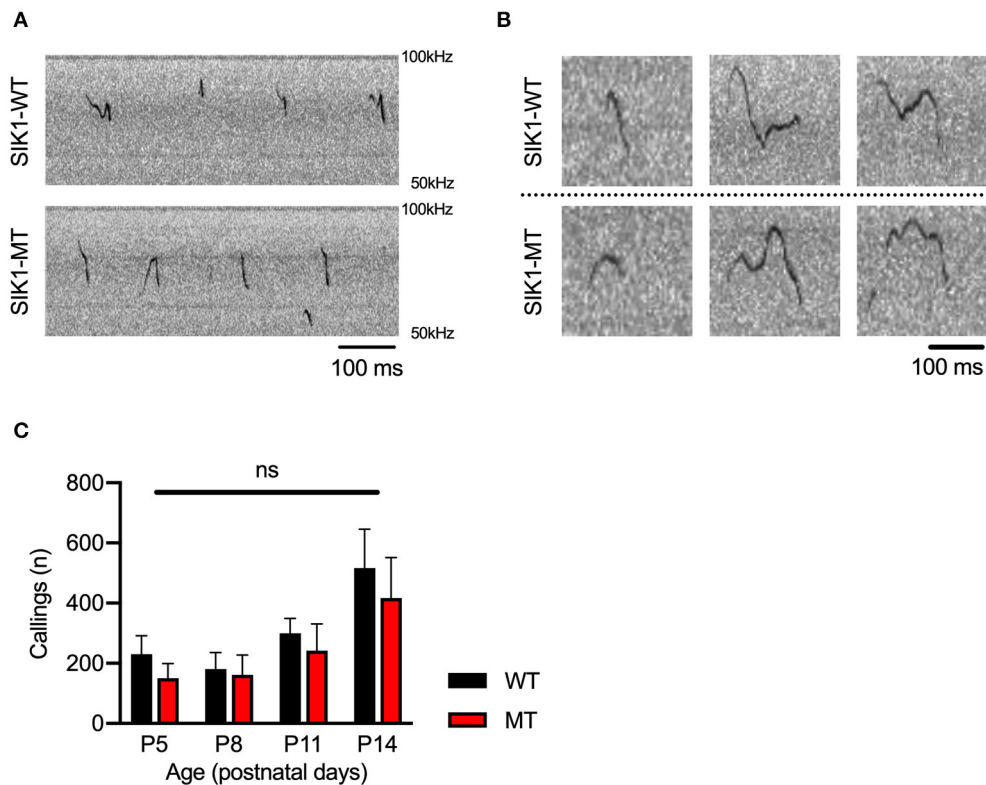 A
SIK1-WT
100kHz
50kHz
SIK1-MT
100kHz
50kHz
100 ms
B
SIK1-WT
SIK1-MT
100 ms
C
ns
Callings (n)
800
600
400
200
0
P5 P8 P11 P14
Age (postnatal days)
WT
MT